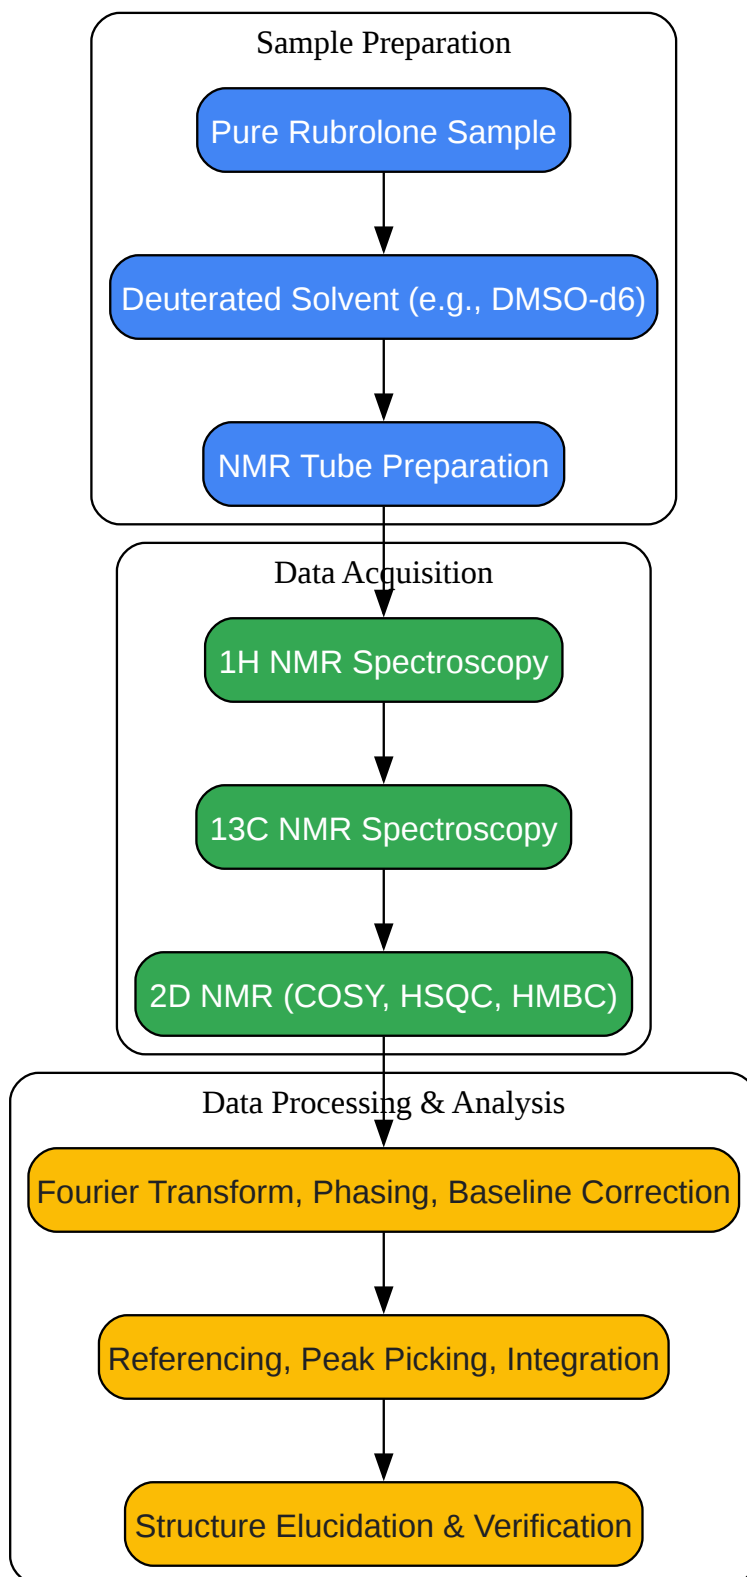 Sample Preparation
Pure Rubrolone Sample
Deuterated Solvent (e.g., DMSO-d6)
NMR Tube Preparation
Data Acquisition
1H NMR Spectroscopy
13C NMR Spectroscopy
2D NMR (COSY, HSQC, HMBC)
Data Processing & Analysis
Fourier Transform, Phasing, Baseline Correction
Referencing, Peak Picking, Integration
Structure Elucidation & Verification